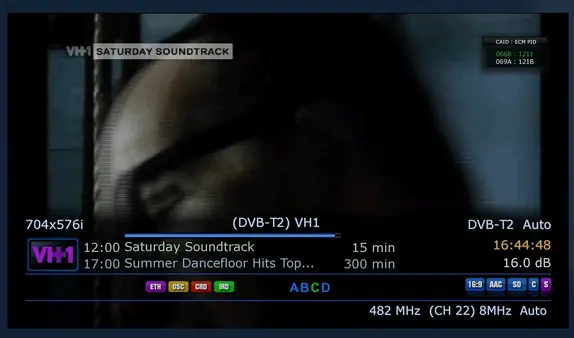 VH1 SATURDAY SOUNDTRACK
CAID : ECM PID
066B : 1211
069A : 121B
704x576i
(DVB-T2) VH1
DVB-T2 Auto
VH1
12:00 Saturday Soundtrack 15 min
17:00 Summer Dancefloor Hits Top... 300 min
16:44:48
16.0 dB
ETH OSC CRD IRD
ABCD
16:9 AAC SD C S
482 MHz (CH 22) 8MHz Auto